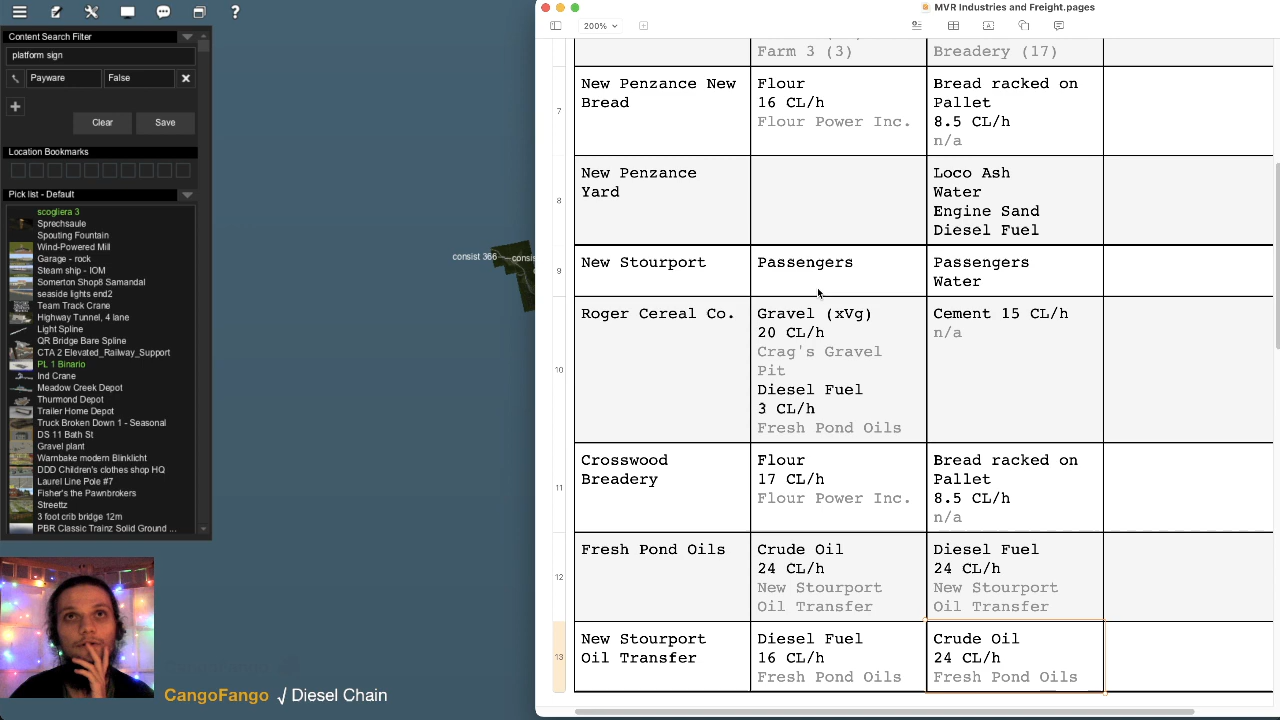 ?
Content Search Filter
platform sign
Payware
False
Clear
Save
Location Bookmarks
Pick list - Default
scogliera 3
Sprechsaule
Spouting Fountain
Wind-Powered Mill
Garage - rock
Steam ship - IOM
Somerton Shop8 Samandal
seaside lights end2
Team Track Crane
Highway Tunnel, 4 lane
Light Spline
QR Bridge Bare Spline
CTA 2 Elevated_Railway_Support
PL 1 Binario
Ind Crane
Meadow Creek Depot
Thurmond Depot
Trailer Home Depot
Truck Broken Down 1 - Seasonal
DS 11 Bath St
Gravel plant
Warnbake modern Blinklicht
DDD Children's clothes shop HQ
Laurel Line Pole #7
Fisher's the Pawnbrokers
Streettz
3 foot crib bridge 12m
PBR Classic Trainz Solid Ground ...
consist 366
consis
CangoFango √ Diesel Chain
MVR Industries and Freight.pages
200%
Farm 3 (3)
Breadery (17)
7
New Penzance New
Bread
Flour
16 CL/h
Flour Power Inc.
Bread racked on
Pallet
8.5 CL/h
n/a
8
New Penzance
Yard
Loco Ash
Water
Engine Sand
Diesel Fuel
9
New Stourport
Passengers
Passengers
Water
10
Roger Cereal Co.
Gravel (xVg)
20 CL/h
Crag's Gravel
Pit
Diesel Fuel
3 CL/h
Fresh Pond Oils
Cement 15 CL/h
n/a
11
Crosswood
Breadery
Flour
17 CL/h
Flour Power Inc.
Bread racked on
Pallet
8.5 CL/h
n/a
12
Fresh Pond Oils
Crude Oil
24 CL/h
New Stourport
Oil Transfer
Diesel Fuel
24 CL/h
New Stourport
Oil Transfer
13
New Stourport
Oil Transfer
Diesel Fuel
16 CL/h
Fresh Pond Oils
Crude Oil
24 CL/h
Fresh Pond Oils